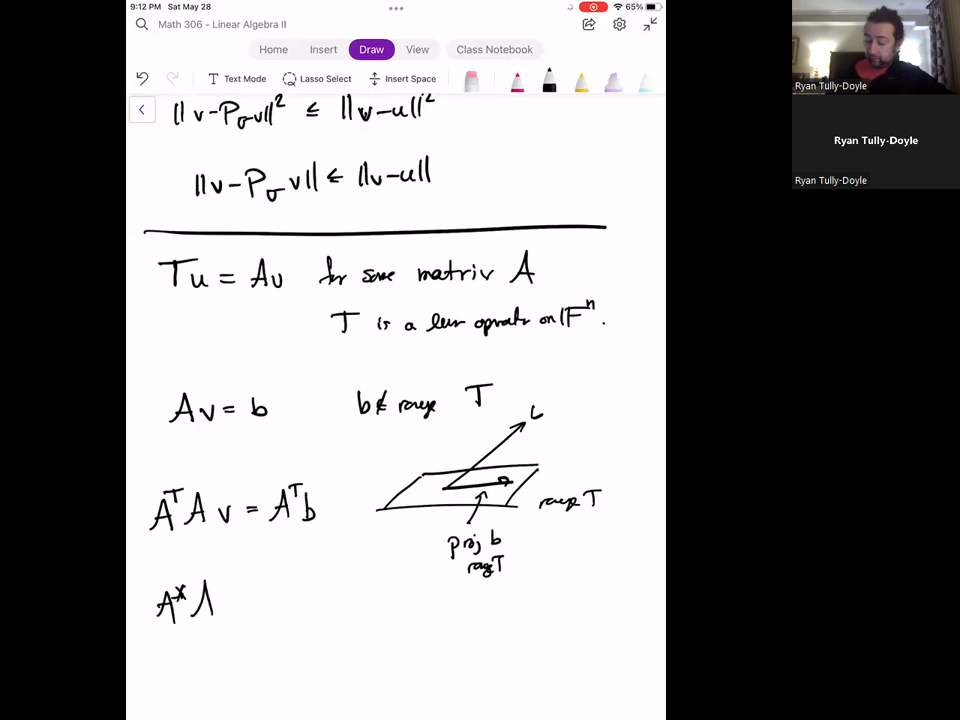 9:12 PM Sat May 28
65%
Math 306 - Linear Algebra II
Home Insert Draw View Class Notebook
Text Mode Lasso Select Insert Space
||v-P_U v||² ≤ ||v-u||²
||v-P_U v|| ≤ ||v-u||
Tu = Av for some matrix A
T is a on F^n.
Av = b b∉ range T
b
A^T A v = A^T b
range T
proj b
range T
A* A
Ryan Tully-Doyle
Ryan Tully-Doyle
Ryan Tully-Doyle